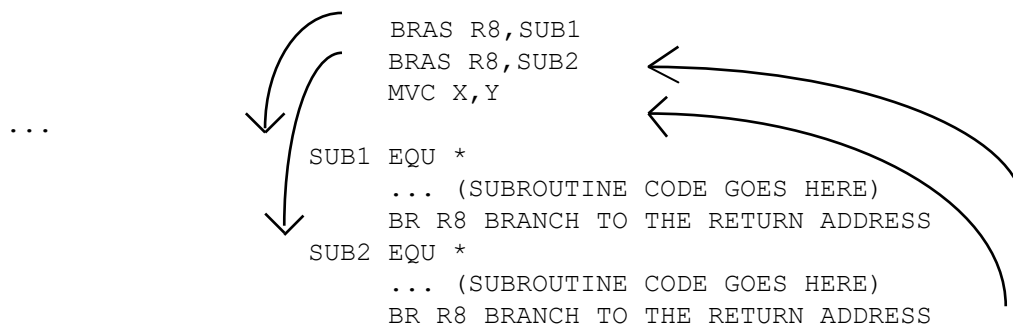 BRAS R8,SUB1
BRAS R8,SUB2
MVC X,Y
...
SUB1 EQU *
... (SUBROUTINE CODE GOES HERE)
BR R8 BRANCH TO THE RETURN ADDRESS
SUB2 EQU *
... (SUBROUTINE CODE GOES HERE)
BR R8 BRANCH TO THE RETURN ADDRESS